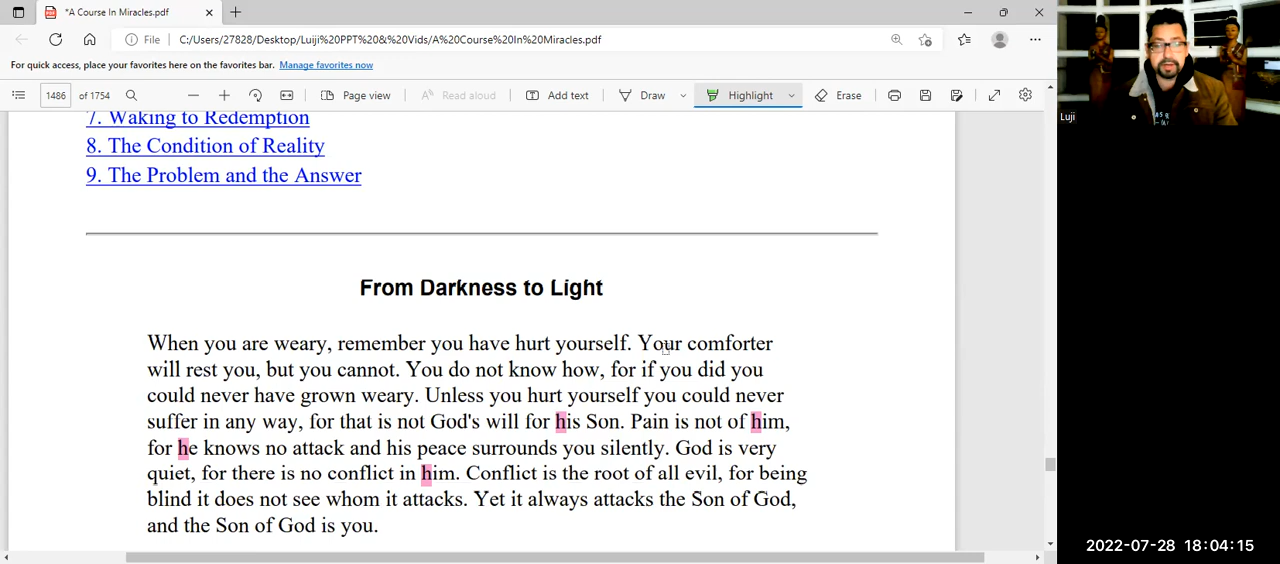 *A Course In Miracles.pdf
File C:/Users/27828/Desktop/Luiji%20PPT%20&%20Vids/A%20Course%20In%20Miracles.pdf
For quick access, place your favorites here on the favorites bar. Manage favorites now
1486 of 1754 Page view Read aloud Add text Draw Highlight Erase
7. Waking to Redemption
8. The Condition of Reality
9. The Problem and the Answer
From Darkness to Light
When you are weary, remember you have hurt yourself. Your comforter
will rest you, but you cannot. You do not know how, for if you did you
could never have grown weary. Unless you hurt yourself you could never
suffer in any way, for that is not God's will for his Son. Pain is not of him,
for he knows no attack and his peace surrounds you silently. God is very
quiet, for there is no conflict in him. Conflict is the root of all evil, for being
blind it does not see whom it attacks. Yet it always attacks the Son of God,
and the Son of God is you.
Luji
2022-07-28 18:04:15